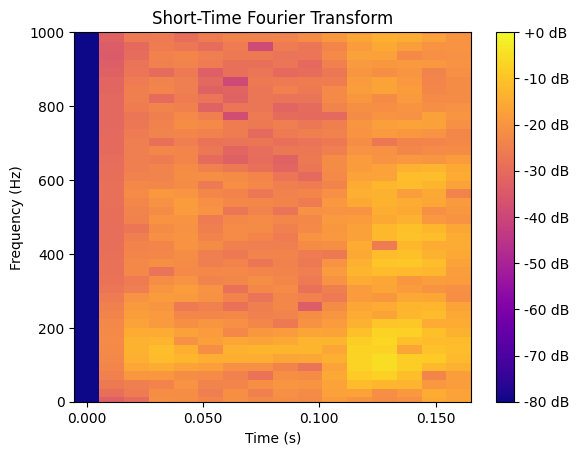 Short-Time Fourier Transform
1000
800
600
400
200
0
Frequency (Hz)
0.000
0.050
0.100
0.150
Time (s)
+0 dB
-10 dB
-20 dB
-30 dB
-40 dB
-50 dB
-60 dB
-70 dB
-80 dB